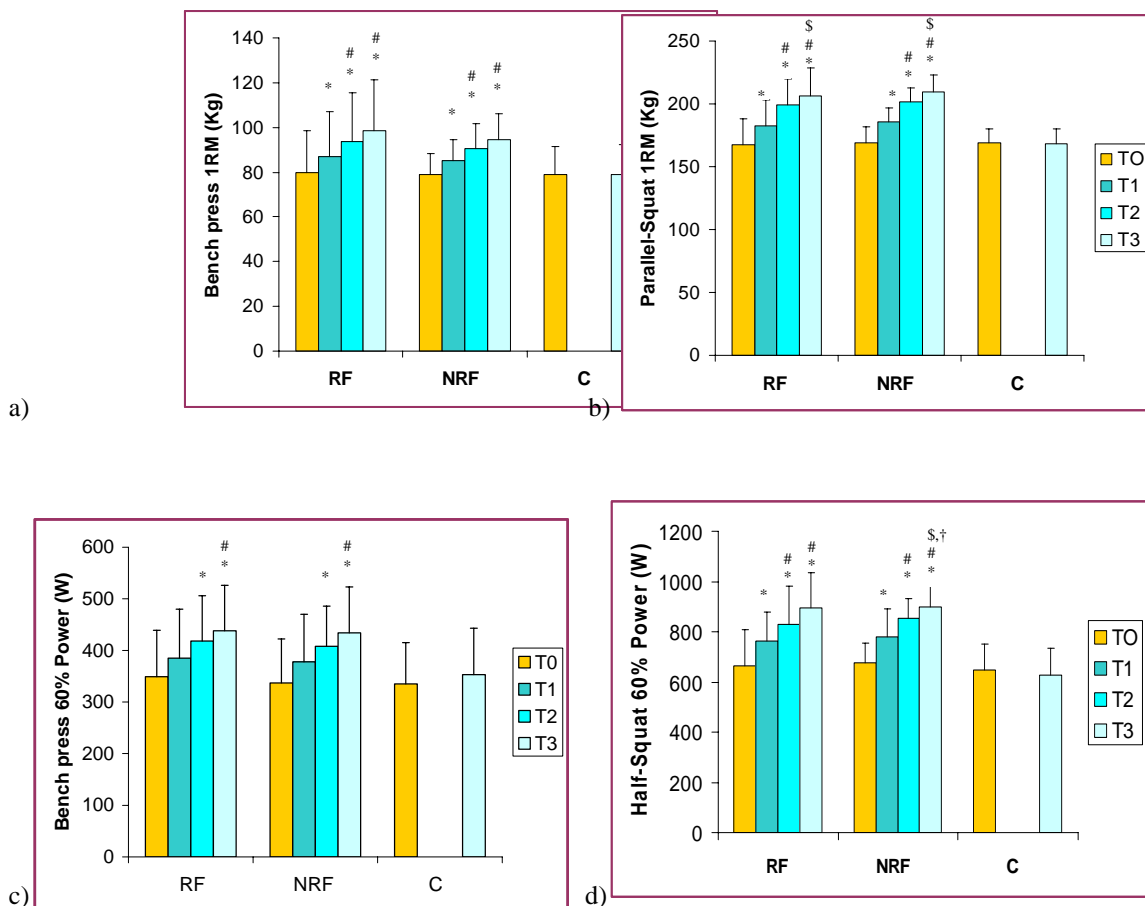 a)
Bench press 1RM (Kg)
140
120
100
80
60
40
20
0
*
#
*
#
*
*
#
*
#
*
RF
NRF
C
b)
Parallel-Squat 1RM (Kg)
250
200
150
100
50
0
*
#
*
$
#
*
*
#
*
$
#
*
RF
NRF
C
TO
T1
T2
T3
c)
Bench press 60% Power (W)
600
500
400
300
200
100
0
*
#
*
*
#
*
RF
NRF
C
T0
T1
T2
T3
d)
Half-Squat 60% Power (W)
1200
1000
800
600
400
200
0
*
#
*
#
*
*
#
*
$,†
#
*
RF
NRF
C
TO
T1
T2
T3